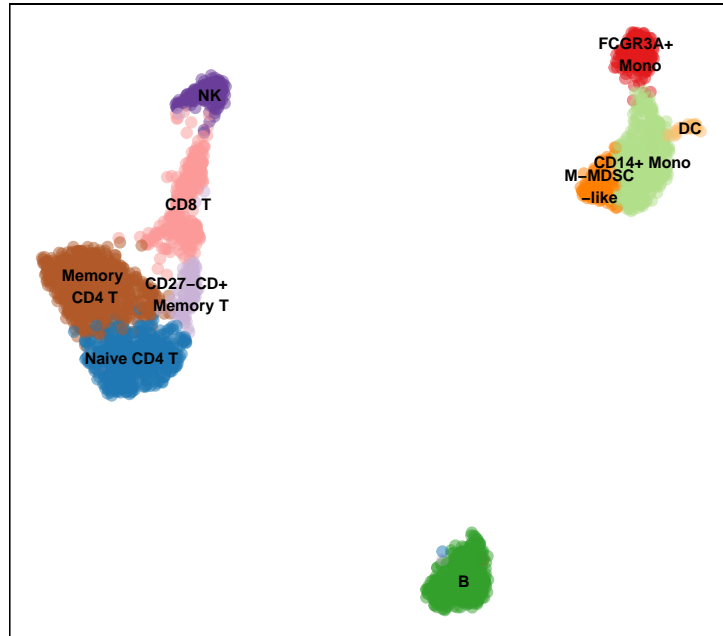 FCGR3A+
Mono
NK
DC
CD14+ Mono
M−MDSC
−like
CD8 T
Memory
CD4 T
CD27−CD+
Memory T
Naive CD4 T
B